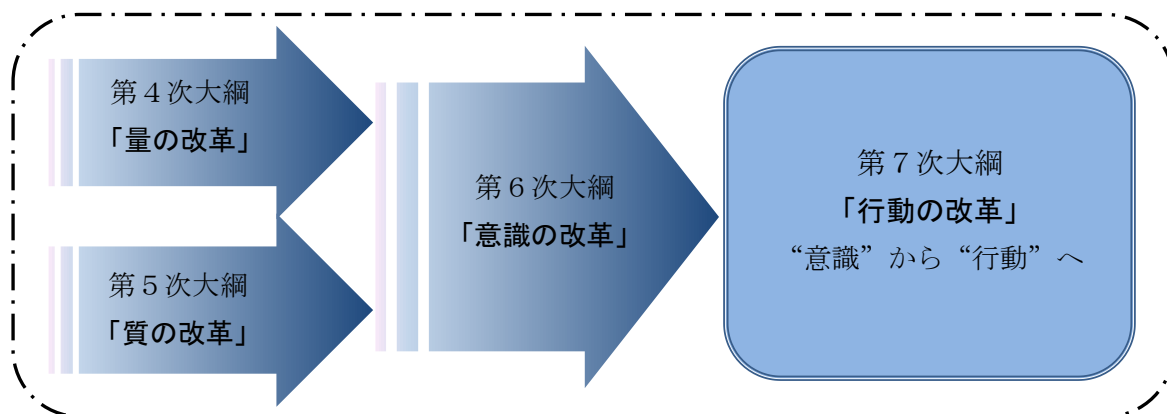 第４次大綱
「量の改革」
第５次大綱
「質の改革」
第６次大綱
「意識の改革」
第７次大綱
「行動の改革」
“意識”から“行動”へ